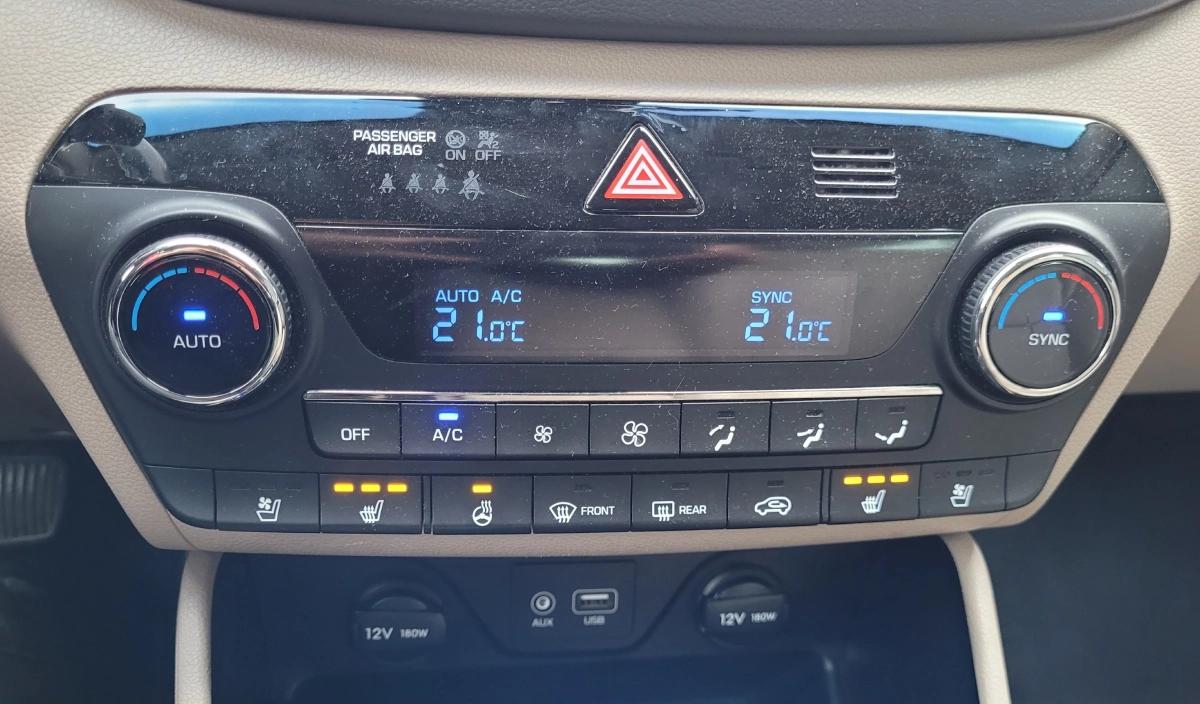 PASSENGER
AIR BAG
ON OFF
AUTO A/C
21.0°C
SYNC
21.0°C
AUTO
SYNC
OFF
A/C
FRONT
REAR
12V 180W
AUX
USB
12V 180W